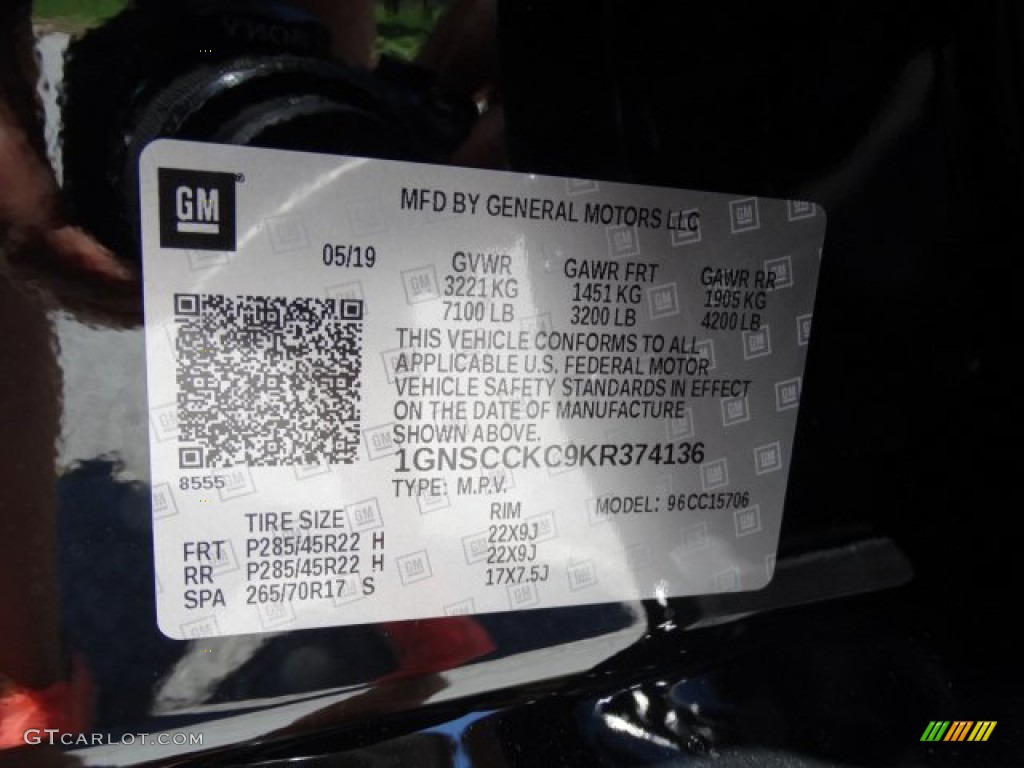 GM
MFD BY GENERAL MOTORS LLC
05/19
GVWR GAWR FRT GAWR RR
3221 KG 1451 KG 1905 KG
7100 LB 3200 LB 4200 LB
THIS VEHICLE CONFORMS TO ALL
APPLICABLE U.S. FEDERAL MOTOR
VEHICLE SAFETY STANDARDS IN EFFECT
ON THE DATE OF MANUFACTURE
SHOWN ABOVE.
1GNSCCKC9KR374136
8555
TYPE: M.P.V. MODEL: 96CC15706
TIRE SIZE RIM
FRT P285/45R22 H 22X9J
RR P285/45R22 H 22X9J
SPA 265/70R17 S 17X7.5J
GTcarlot.com